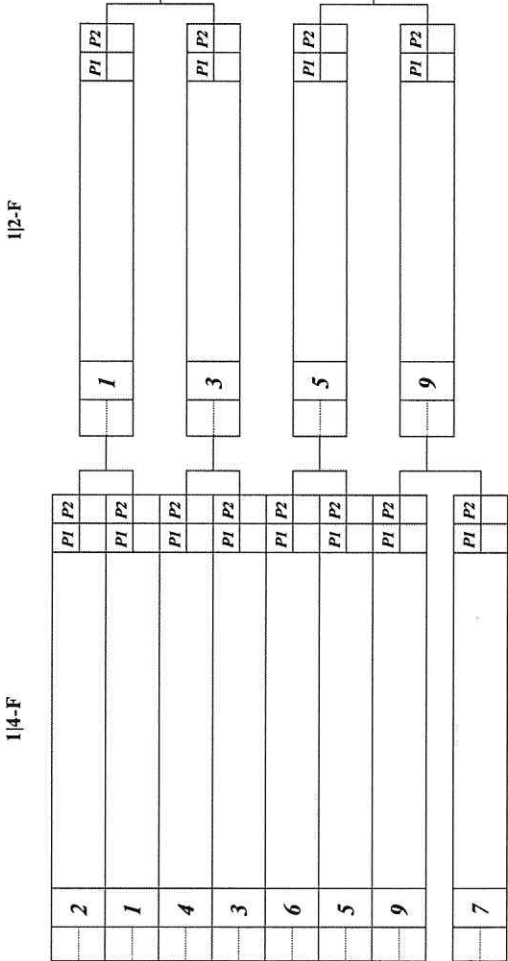 1|4-F 1|2-F
2 P1 P2
1 P1 P2
1 P1 P2
4 P1 P2
3 P1 P2
3 P1 P2
6 P1 P2
5 P1 P2
5 P1 P2
9 P1 P2
9 P1 P2
7 P1 P2